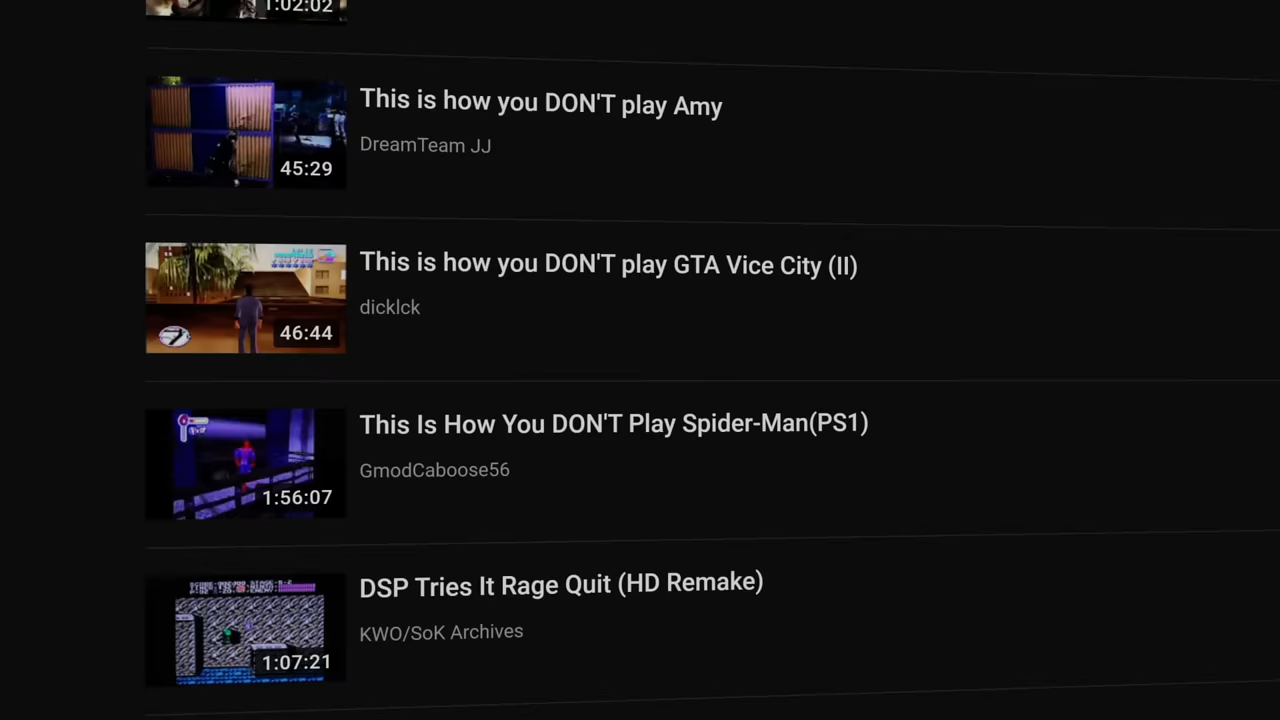 1:02:02
This is how you DON'T play Amy
DreamTeam JJ
45:29
This is how you DON'T play GTA Vice City (II)
dicklck
46:44
This Is How You DON'T Play Spider-Man(PS1)
GmodCaboose56
1:56:07
DSP Tries It Rage Quit (HD Remake)
KWO/SoK Archives
1:07:21